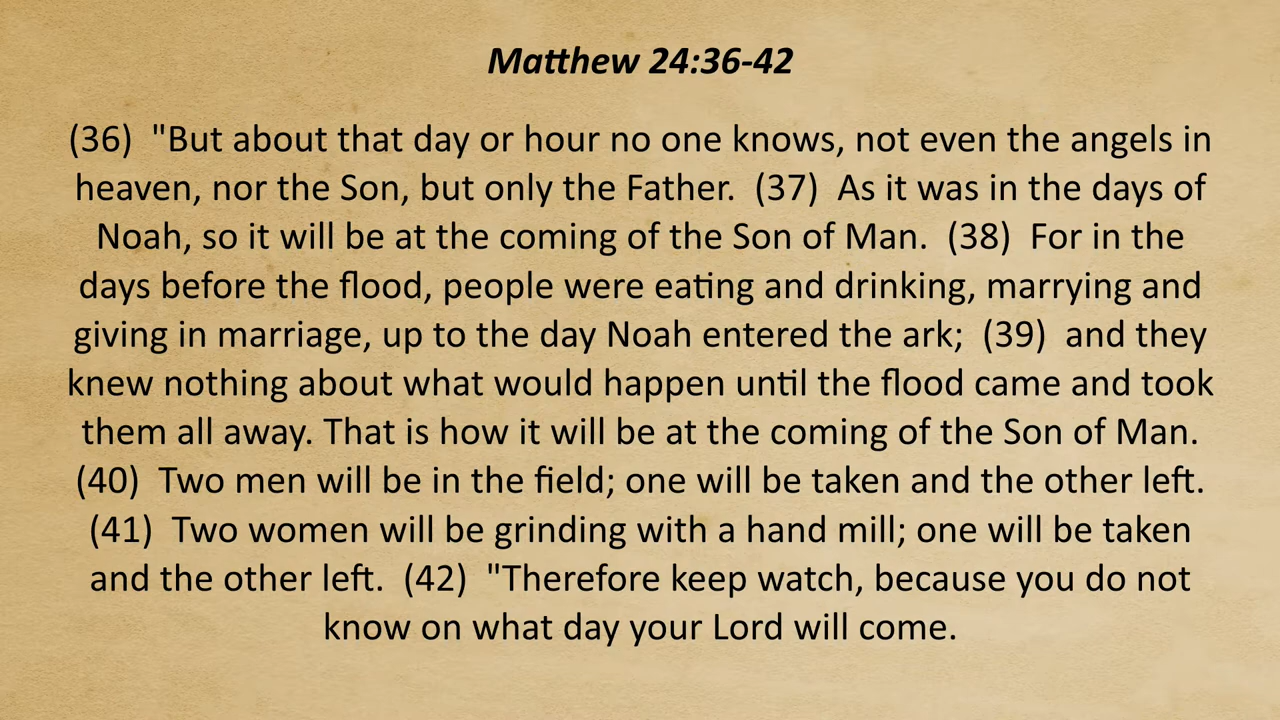 Matthew 24:36-42
(36)  "But about that day or hour no one knows, not even the angels in
heaven, nor the Son, but only the Father.  (37)  As it was in the days of
Noah, so it will be at the coming of the Son of Man.  (38)  For in the
days before the flood, people were eating and drinking, marrying and
giving in marriage, up to the day Noah entered the ark;  (39)  and they
knew nothing about what would happen until the flood came and took
them all away. That is how it will be at the coming of the Son of Man.
(40)  Two men will be in the field; one will be taken and the other left.
(41)  Two women will be grinding with a hand mill; one will be taken
and the other left.  (42)  "Therefore keep watch, because you do not
know on what day your Lord will come.